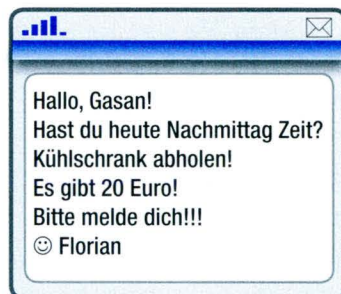 Hallo, Gasan!
Hast du heute Nachmittag Zeit?
Kühlschrank abholen!
Es gibt 20 Euro!
Bitte melde dich!!!
☺ Florian